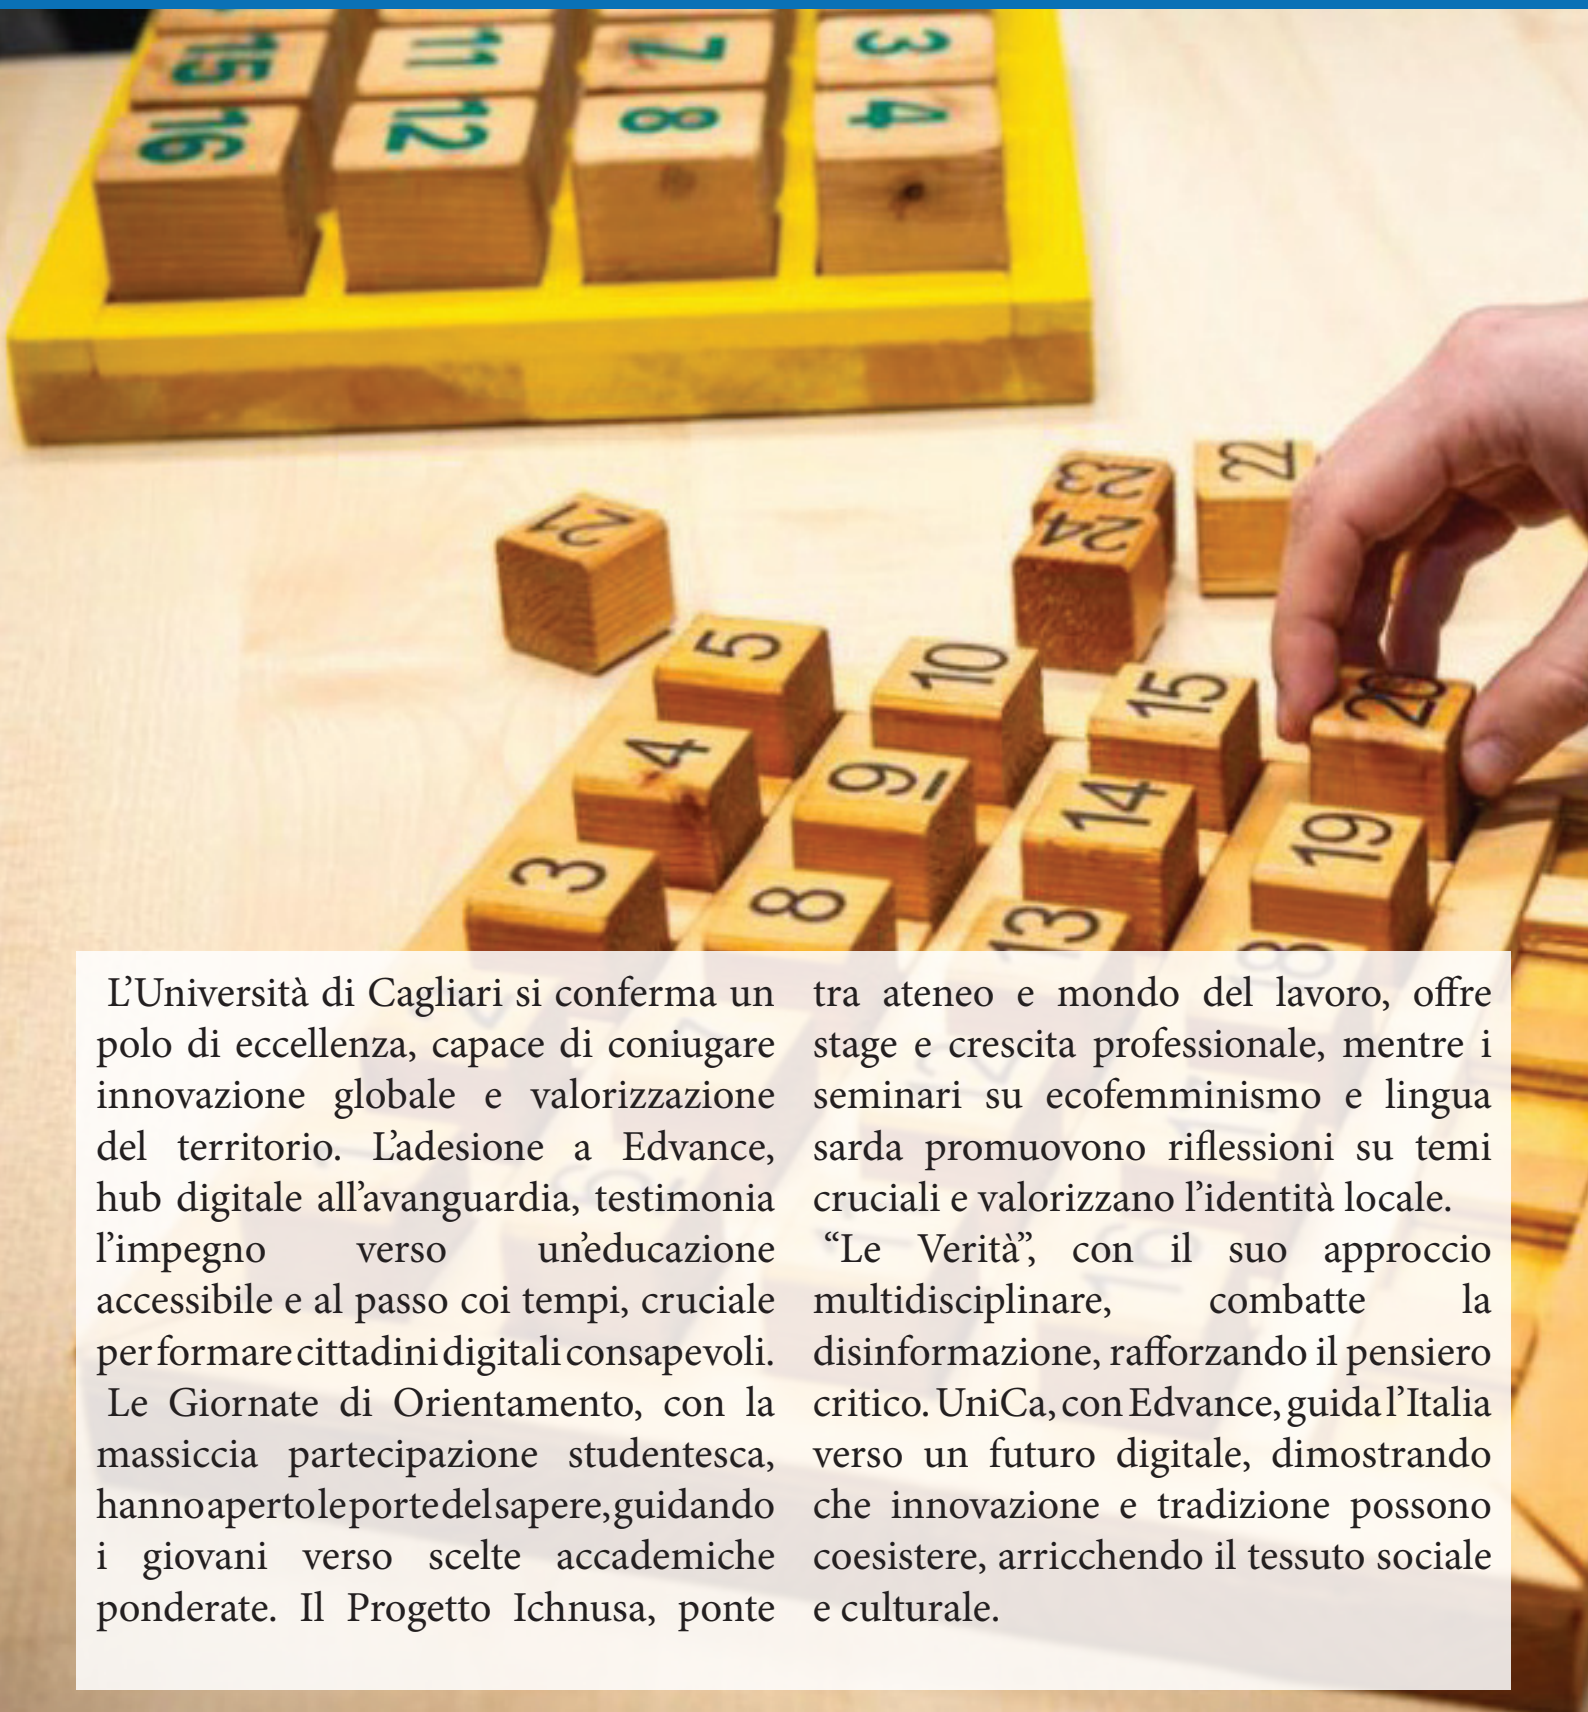 15
11
7
3
16
12
8
4
21
23
22
24
5
10
15
20
4
9
14
19
3
8
13
18
L’Università di Cagliari si conferma un
polo di eccellenza, capace di coniugare
innovazione globale e valorizzazione
del territorio. L’adesione a Edvance,
hub digitale all’avanguardia, testimonia
l’impegno verso un’educazione
accessibile e al passo coi tempi, cruciale
per formare cittadini digitali consapevoli.
Le Giornate di Orientamento, con la
massiccia partecipazione studentesca,
hanno aperto le porte del sapere, guidando
i giovani verso scelte accademiche
ponderate. Il Progetto Ichnusa, ponte
tra ateneo e mondo del lavoro, offre
stage e crescita professionale, mentre i
seminari su ecofemminismo e lingua
sarda promuovono riflessioni su temi
cruciali e valorizzano l’identità locale.
“Le Verità”, con il suo approccio
multidisciplinare, combatte la
disinformazione, rafforzando il pensiero
critico. UniCa, con Edvance, guida l’Italia
verso un futuro digitale, dimostrando
che innovazione e tradizione possono
coesistere, arricchendo il tessuto sociale
e culturale.